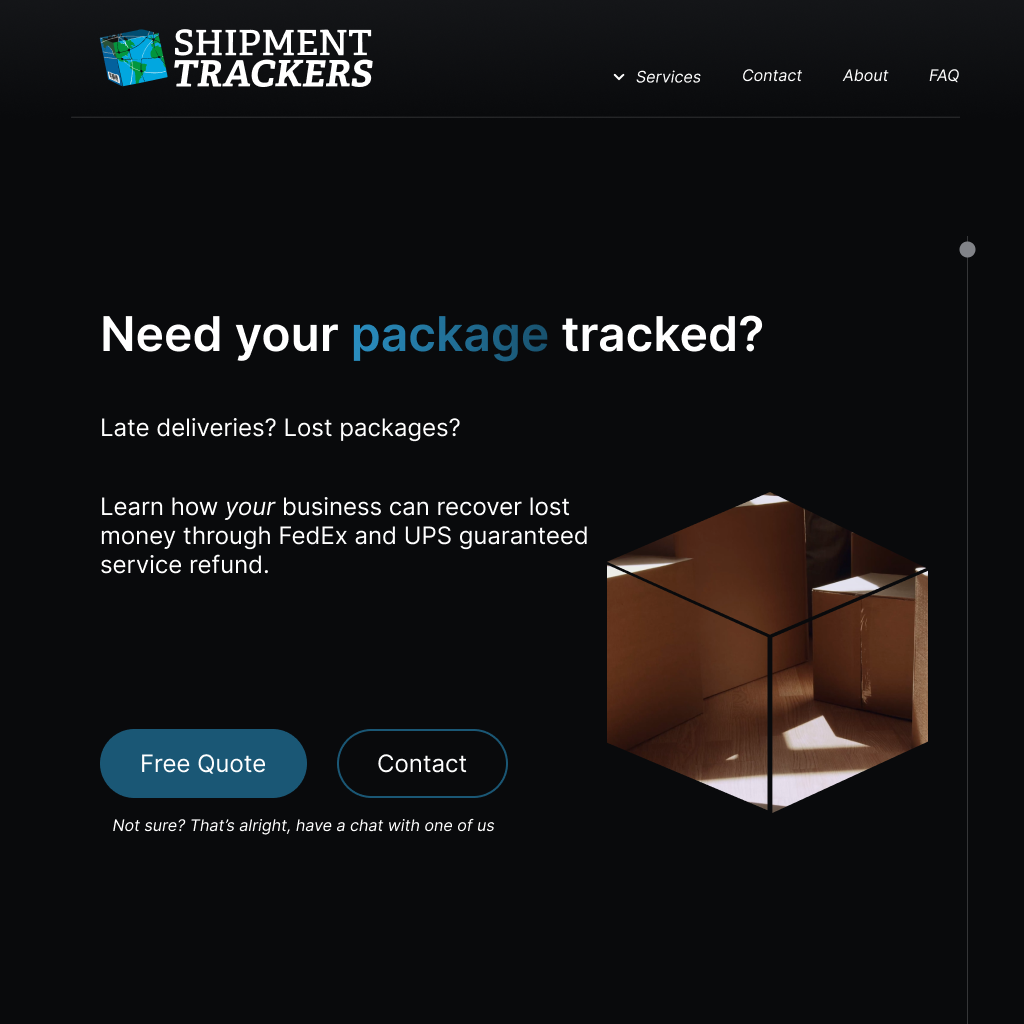 SHIPMENT
TRACKERS
Services
Contact
About
FAQ
Need your package tracked?
Late deliveries? Lost packages?
Learn how your business can recover lost
money through FedEx and UPS guaranteed
service refund.
Free Quote
Contact
Not sure? That’s alright, have a chat with one of us